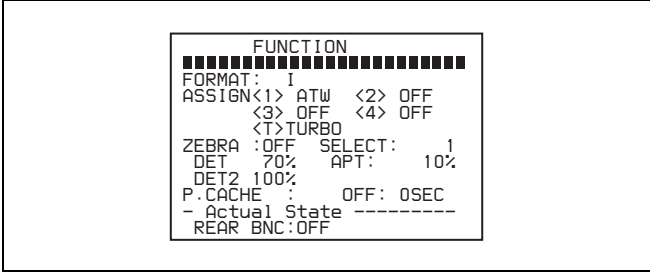 FUNCTION
FORMAT: I
ASSIGN<1> ATW <2> OFF
<3> OFF <4> OFF
<T>TURBO
ZEBRA :OFF SELECT: 1
DET 70% APT: 10%
DET2 100%
P.CACHE : OFF: 0SEC
- Actual State ---------
REAR BNC:OFF